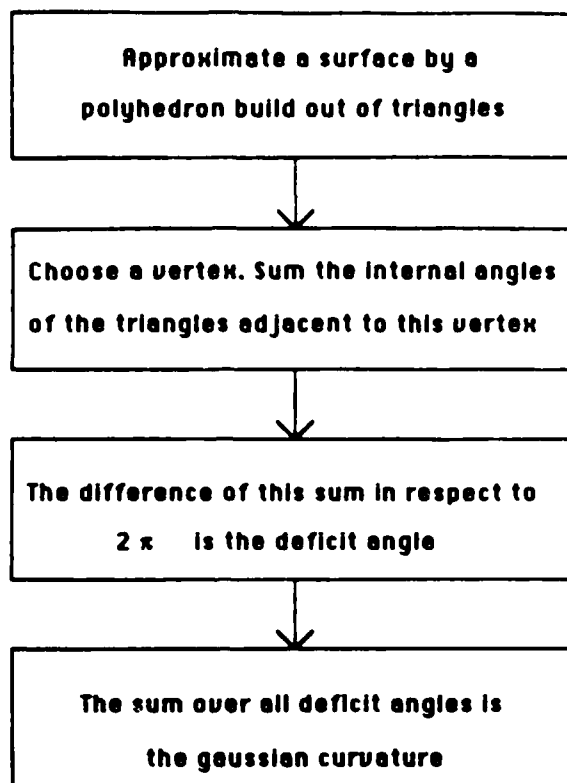 Approximate a surface by a
polyhedron build out of triangles
Choose a vertex. Sum the internal angles
of the triangles adjacent to this vertex
The difference of this sum in respect to
2 π is the deficit angle
The sum over all deficit angles is
the gaussian curvature